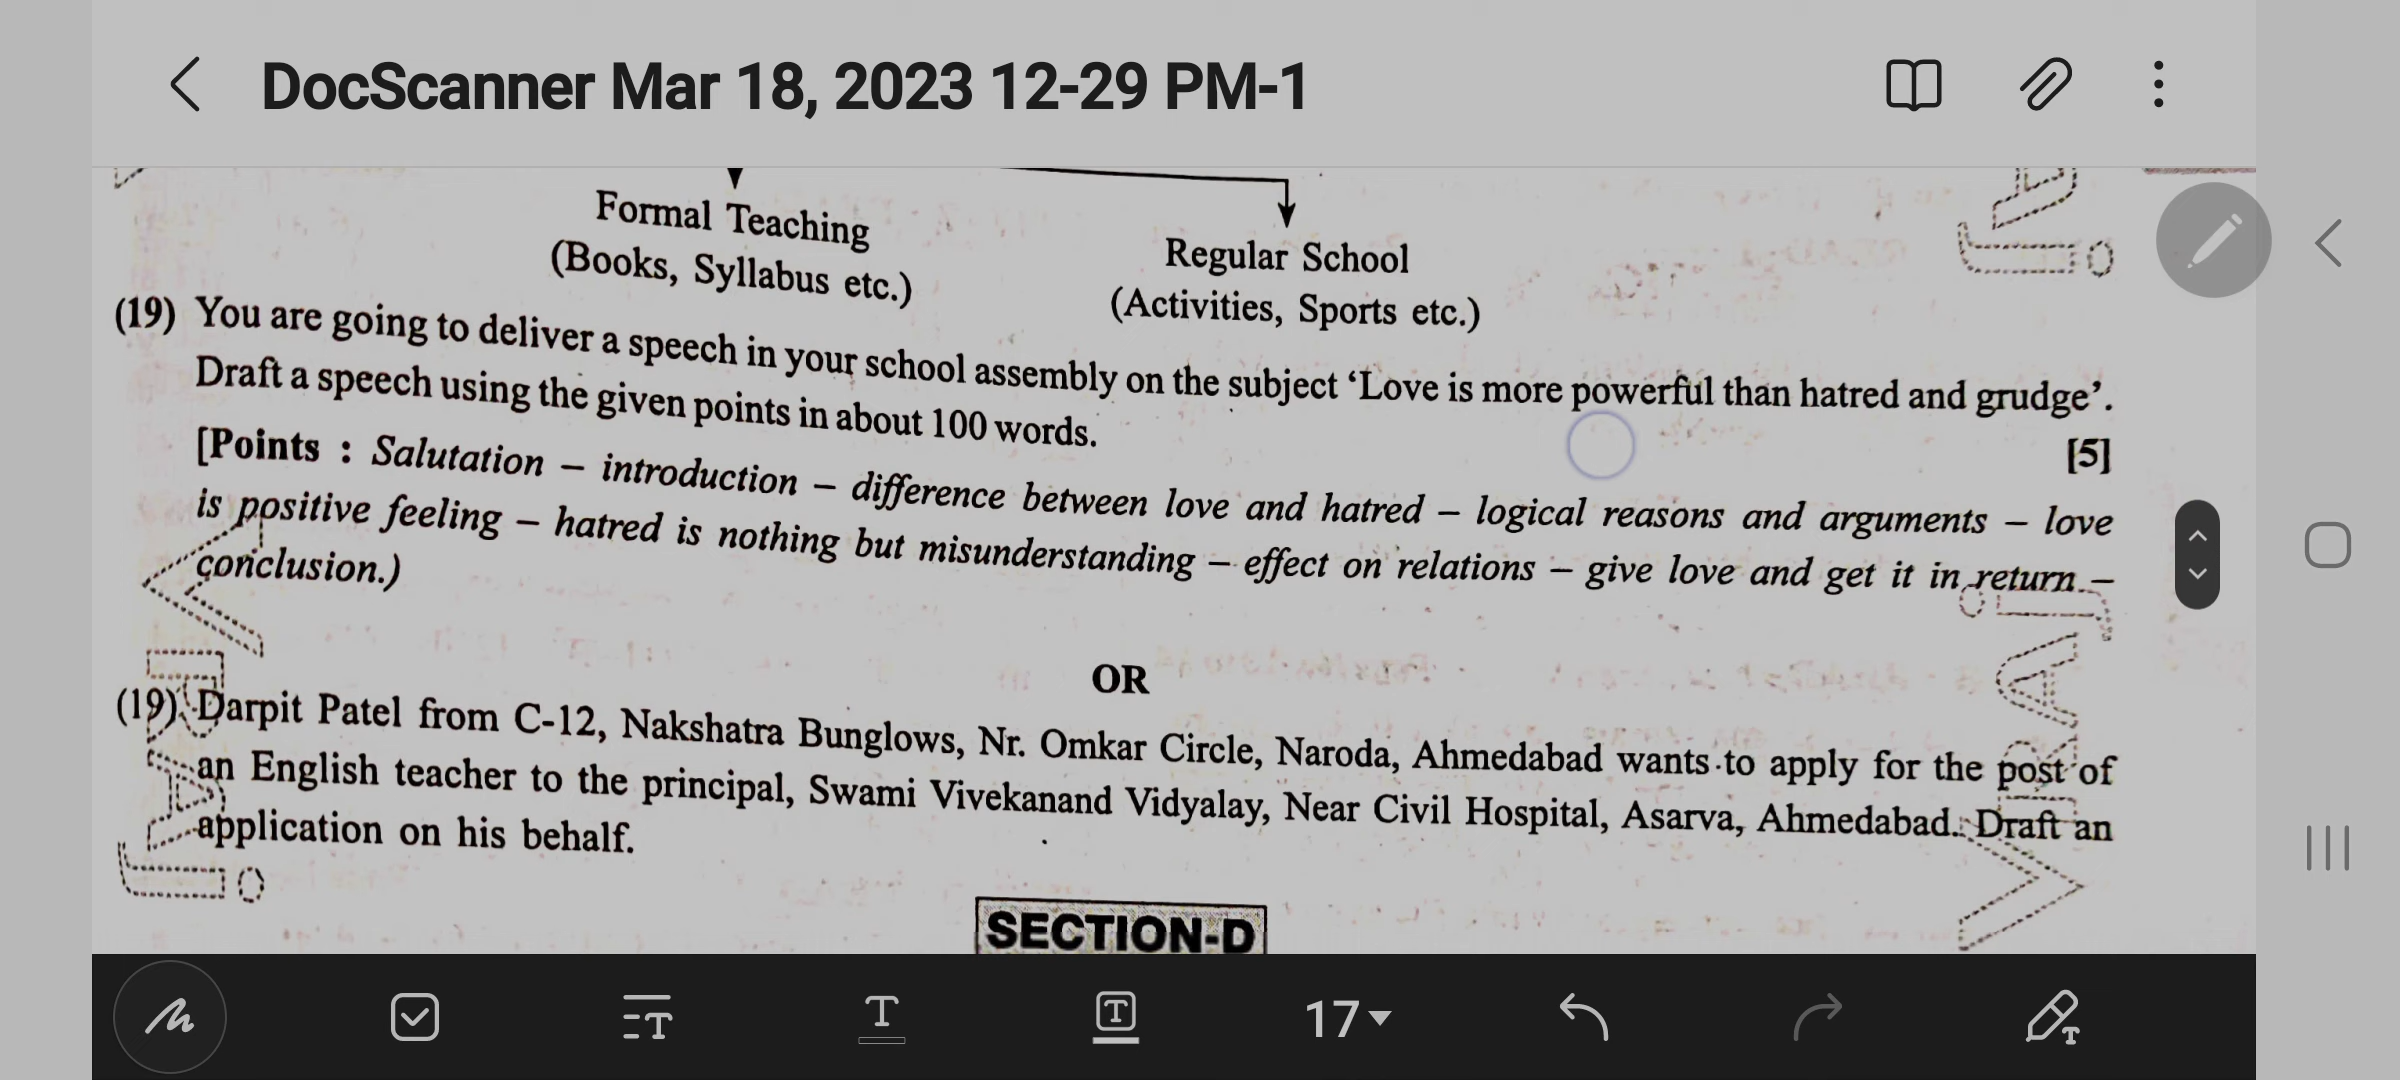 DocScanner Mar 18, 2023 12-29 PM-1
Formal Teaching
(Books, Syllabus etc.)
Regular School
(Activities, Sports etc.)
(19) You are going to deliver a speech in your school assembly on the subject ‘Love is more powerful than hatred and grudge’.
Draft a speech using the given points in about 100 words.
[5]
[Points : Salutation – introduction – difference between love and hatred – logical reasons and arguments – love
is positive feeling – hatred is nothing but misunderstanding – effect on relations – give love and get it in return –
conclusion.)
OR
(19) Darpit Patel from C-12, Nakshatra Bunglows, Nr. Omkar Circle, Naroda, Ahmedabad wants to apply for the post of
an English teacher to the principal, Swami Vivekanand Vidyalay, Near Civil Hospital, Asarva, Ahmedabad. Draft an
application on his behalf.
SECTION-D
17